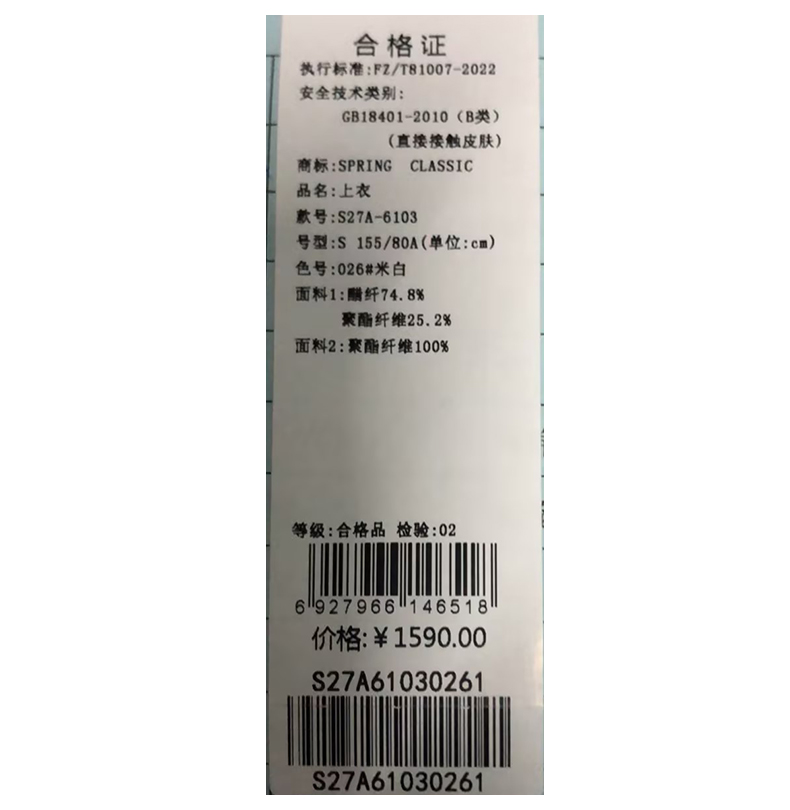 合格证
执行标准:FZ/T81007-2022
安全技术类别:
GB18401-2010（B类）
(直接接触皮肤)
商标:SPRING CLASSIC
品名:上衣
款号:S27A-6103
号型:S 155/80A(单位:cm)
色号:026#米白
面料1:醋纤74.8%
聚酯纤维25.2%
面料2:聚酯纤维100%
等级:合格品 检验:02
6 927966 146518
价格:￥1590.00
S27A61030261
S27A61030261